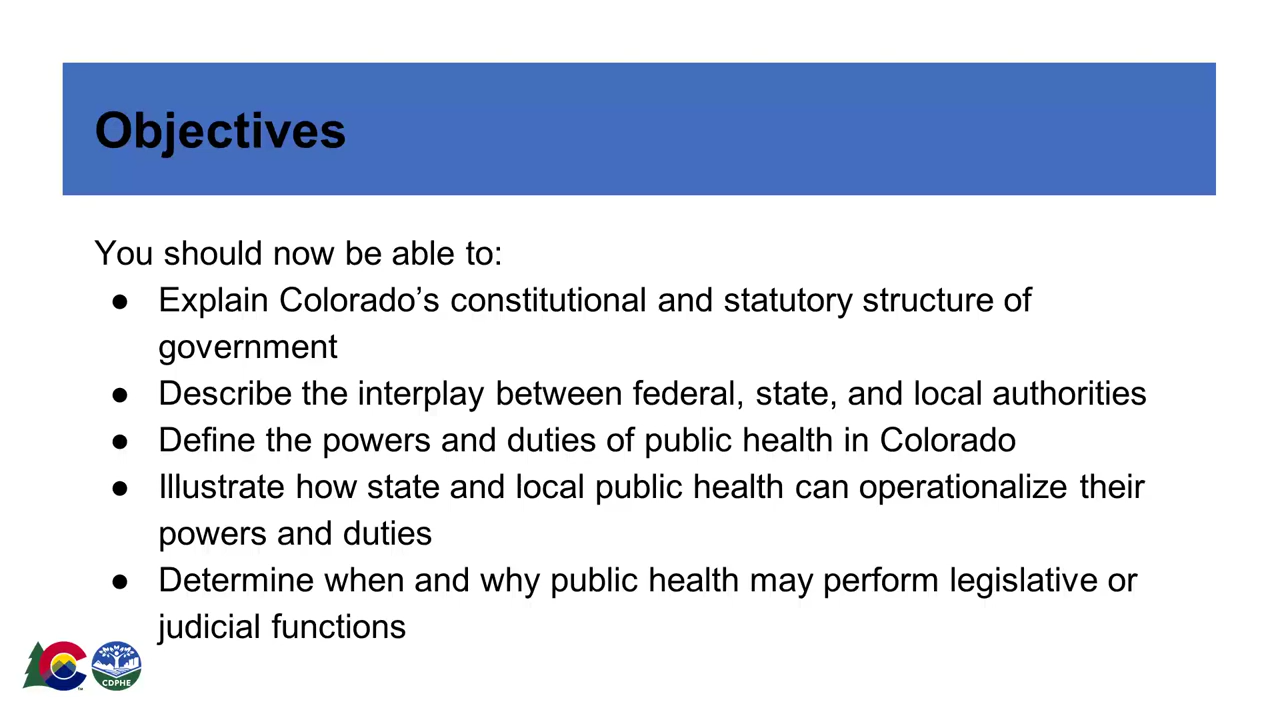 Objectives
You should now be able to:
● Explain Colorado’s constitutional and statutory structure of
government
● Describe the interplay between federal, state, and local authorities
● Define the powers and duties of public health in Colorado
● Illustrate how state and local public health can operationalize their
powers and duties
● Determine when and why public health may perform legislative or
judicial functions
CDPHE